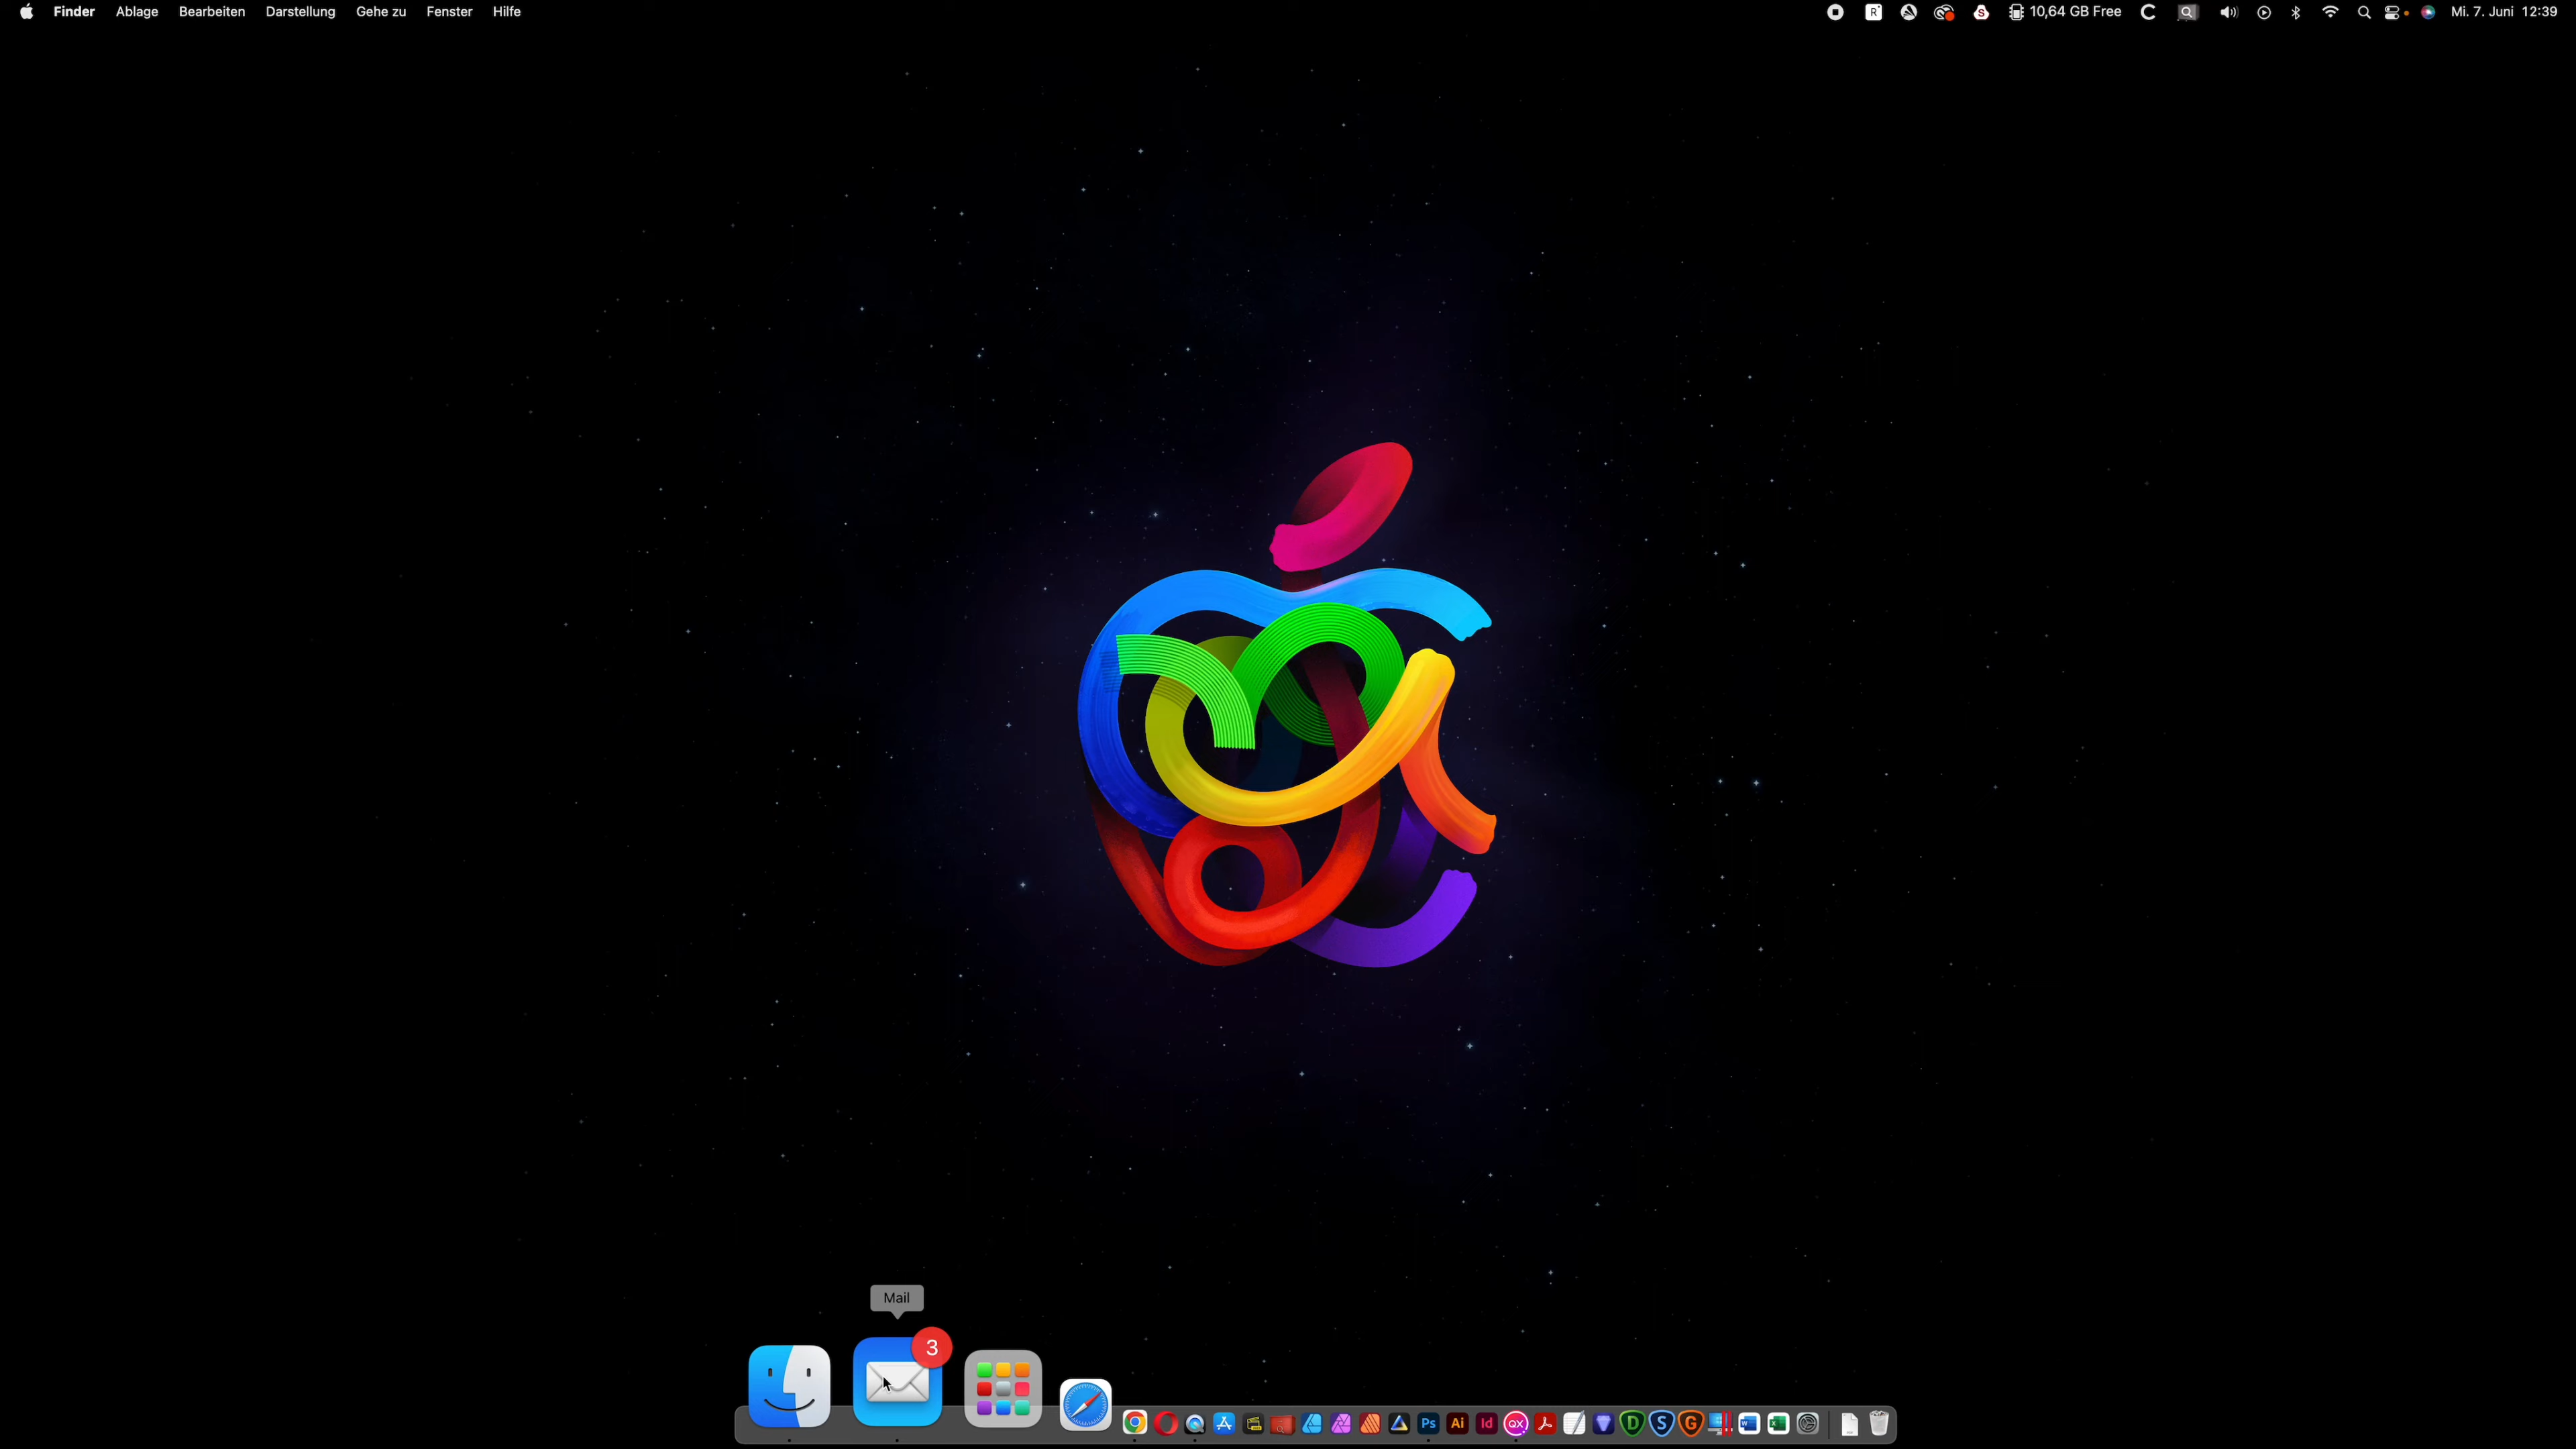 Finder Ablage Bearbeiten Darstellung Gehe zu Fenster Hilfe R S 10,64 GB Free C Mi. 7. Juni 12:39
Mail
3
Ps Ai Id QX D S G W X